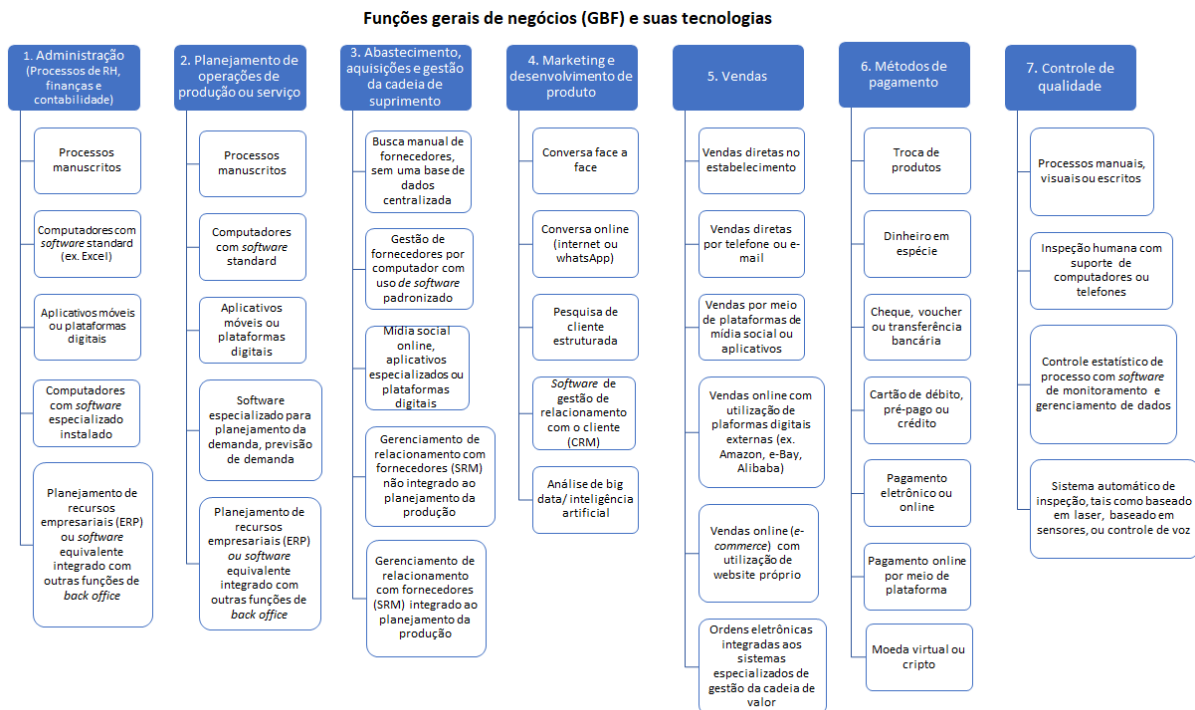 Funções gerais de negócios (GBF) e suas tecnologias
1. Administração
(Processos de RH,
finanças e
contabilidade)
Processos
manuscritos
Computadores com
software standard
(ex. Excel)
Aplicativos móveis
ou plataformas
digitais
Computadores
com software
especializado
instalado
Planejamento de
recursos
empresariais (ERP)
ou software
equivalente
integrado com
outras funções de
back office
2. Planejamento de
operações de
produção ou serviço
Processos
manuscritos
Computadores
com software
standard
Aplicativos
móveis ou
plataformas
digitais
Software
especializado para
planejamento da
demanda, previsão
de demanda
Planejamento de
recursos
empresariais (ERP)
ou software
equivalente
integrado com
outras funções de
back office
3. Abastecimento,
aquisições e gestão
da cadeia de
suprimento
Busca manual de
fornecedores,
sem uma base de
dados
centralizada
Gestão de
fornecedores por
computador com
uso de software
padronizado
Mídia social
online,
aplicativos
especializados ou
plataformas
digitais
Gerenciamento de
relacionamento com
fornecedores (SRM)
não integrado ao
planejamento da
produção
Gerenciamento de
relacionamento
com fornecedores
(SRM) integrado ao
planejamento da
produção
4. Marketing e
desenvolvimento de
produto
Conversa face a
face
Conversa online
(internet ou
whatsApp)
Pesquisa de
cliente
estruturada
Software de
gestão de
relacionamento
com o cliente
(CRM)
Análise de big
data/ inteligência
artificial
5. Vendas
Vendas diretas no
estabelecimento
Vendas diretas
por telefone ou e-
mail
Vendas por meio
de plataformas de
mídia social ou
aplicativos
Vendas online com
utilização de
plaformas digitais
externas (ex.
Amazon, e-Bay,
Alibaba)
Vendas online (e-
commerce) com
utilização de
website próprio
Ordens eletrônicas
integradas aos
sistemas
especializados de
gestão da cadeia de
valor
6. Métodos de
pagamento
Troca de
produtos
Dinheiro em
espécie
Cheque, voucher
ou transferência
bancária
Cartão de débito,
pré-pago ou
crédito
Pagamento
eletrônico ou
online
Pagamento online
por meio de
plataforma
Moeda virtual ou
cripto
7. Controle de
qualidade
Processos manuais,
visuais ou escritos
Inspeção humana com
suporte de
computadores ou
telefones
Controle estatístico de
processo com software
de monitoramento e
gerenciamento de
dados
Sistema automático de
inspeção, tais como baseado
em laser, baseado em
sensores, ou controle de voz